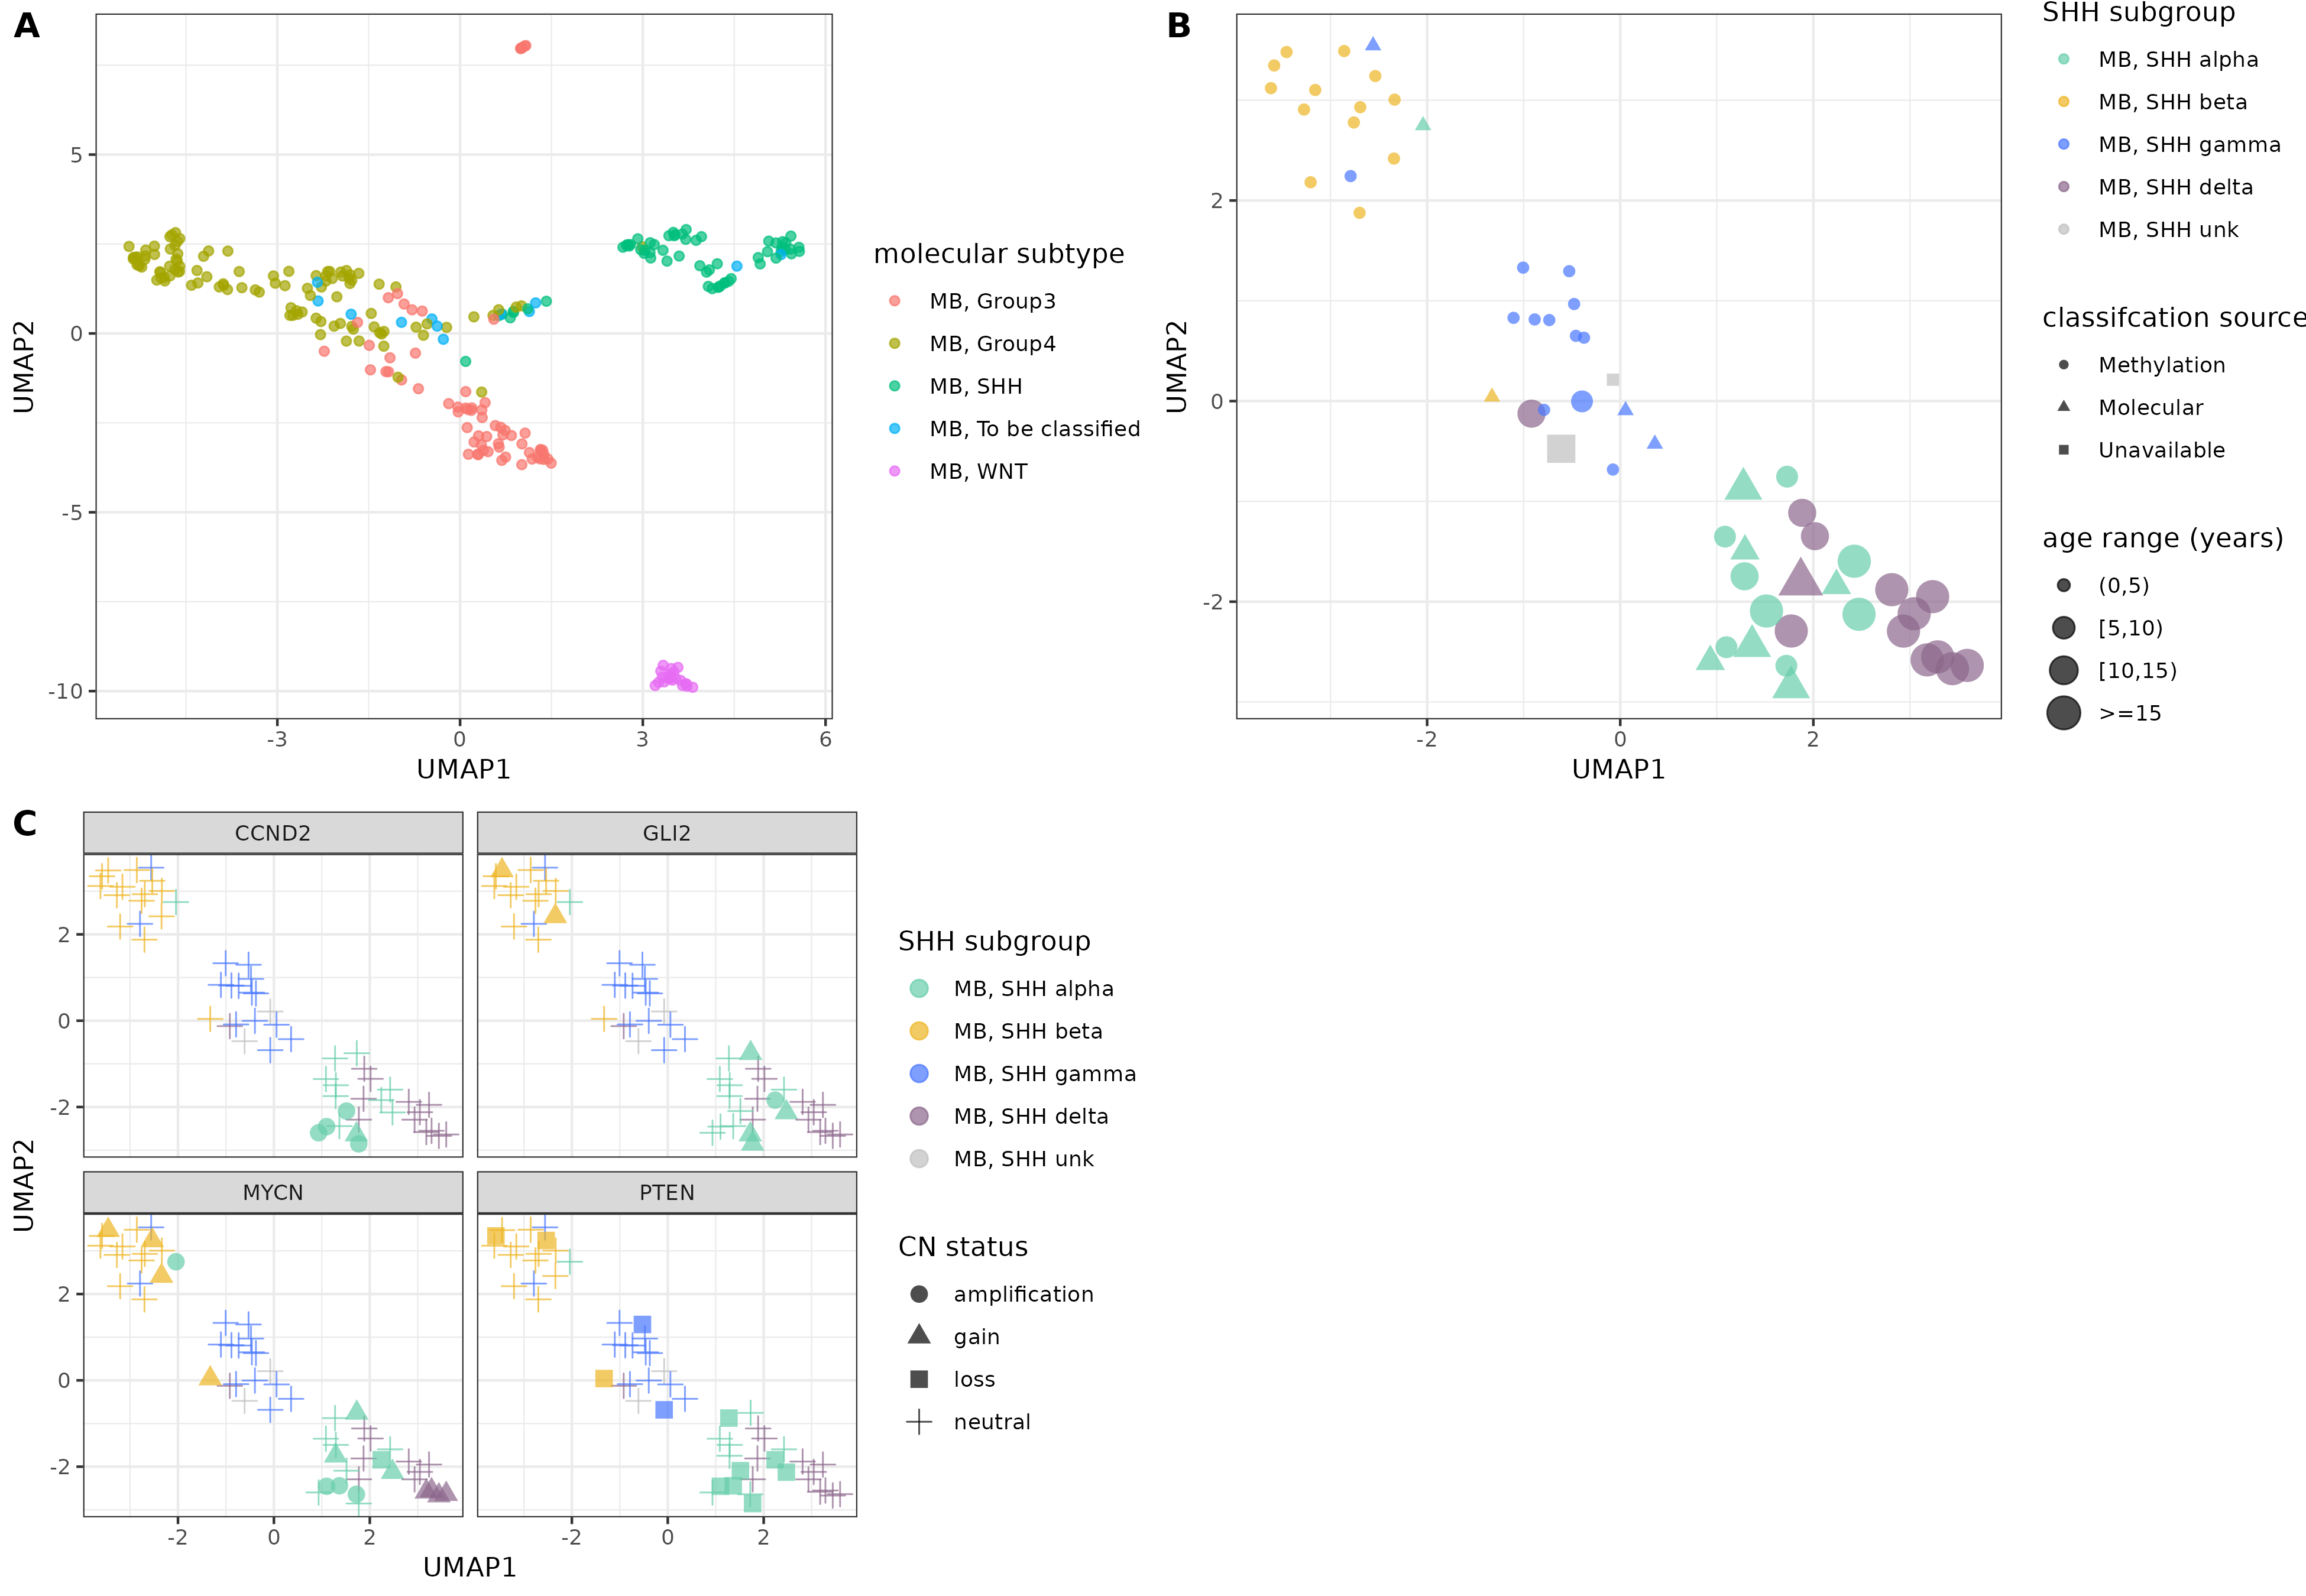 A
5
0
-5
-10
-3
0
3
6
UMAP1
UMAP2
molecular subtype
MB, Group3
MB, Group4
MB, SHH
MB, To be classified
MB, WNT
B
2
0
-2
-2
0
2
UMAP1
UMAP2
SHH subgroup
MB, SHH alpha
MB, SHH beta
MB, SHH gamma
MB, SHH delta
MB, SHH unk
classifcation source
Methylation
Molecular
Unavailable
age range (years)
(0,5)
[5,10)
[10,15)
>=15
C
CCND2
GLI2
2
0
-2
MYCN
PTEN
2
0
-2
-2
0
2
-2
0
2
UMAP1
UMAP2
SHH subgroup
MB, SHH alpha
MB, SHH beta
MB, SHH gamma
MB, SHH delta
MB, SHH unk
CN status
amplification
gain
loss
neutral